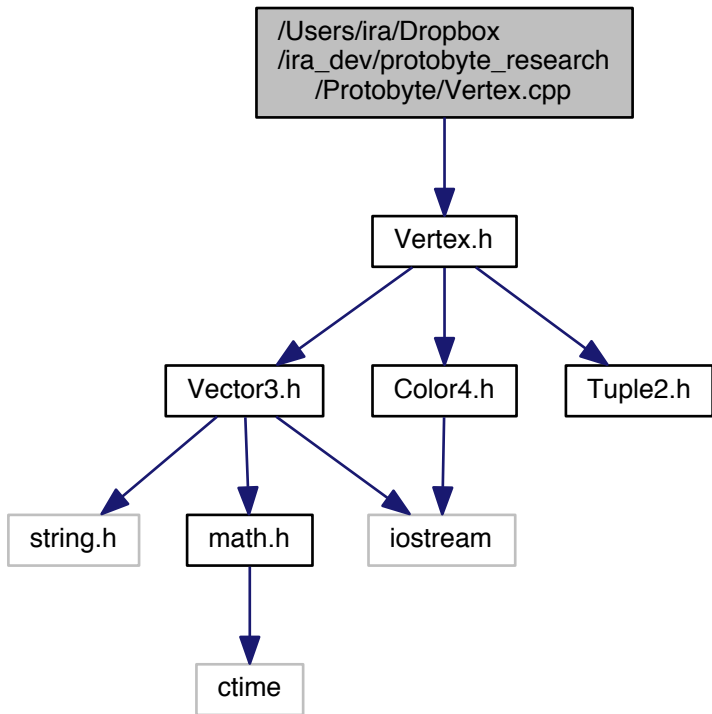 /Users/ira/Dropbox
/ira_dev/protobyte_research
/Protobyte/Vertex.cpp
Vertex.h
Vector3.h
Color4.h
Tuple2.h
string.h
math.h
iostream
ctime